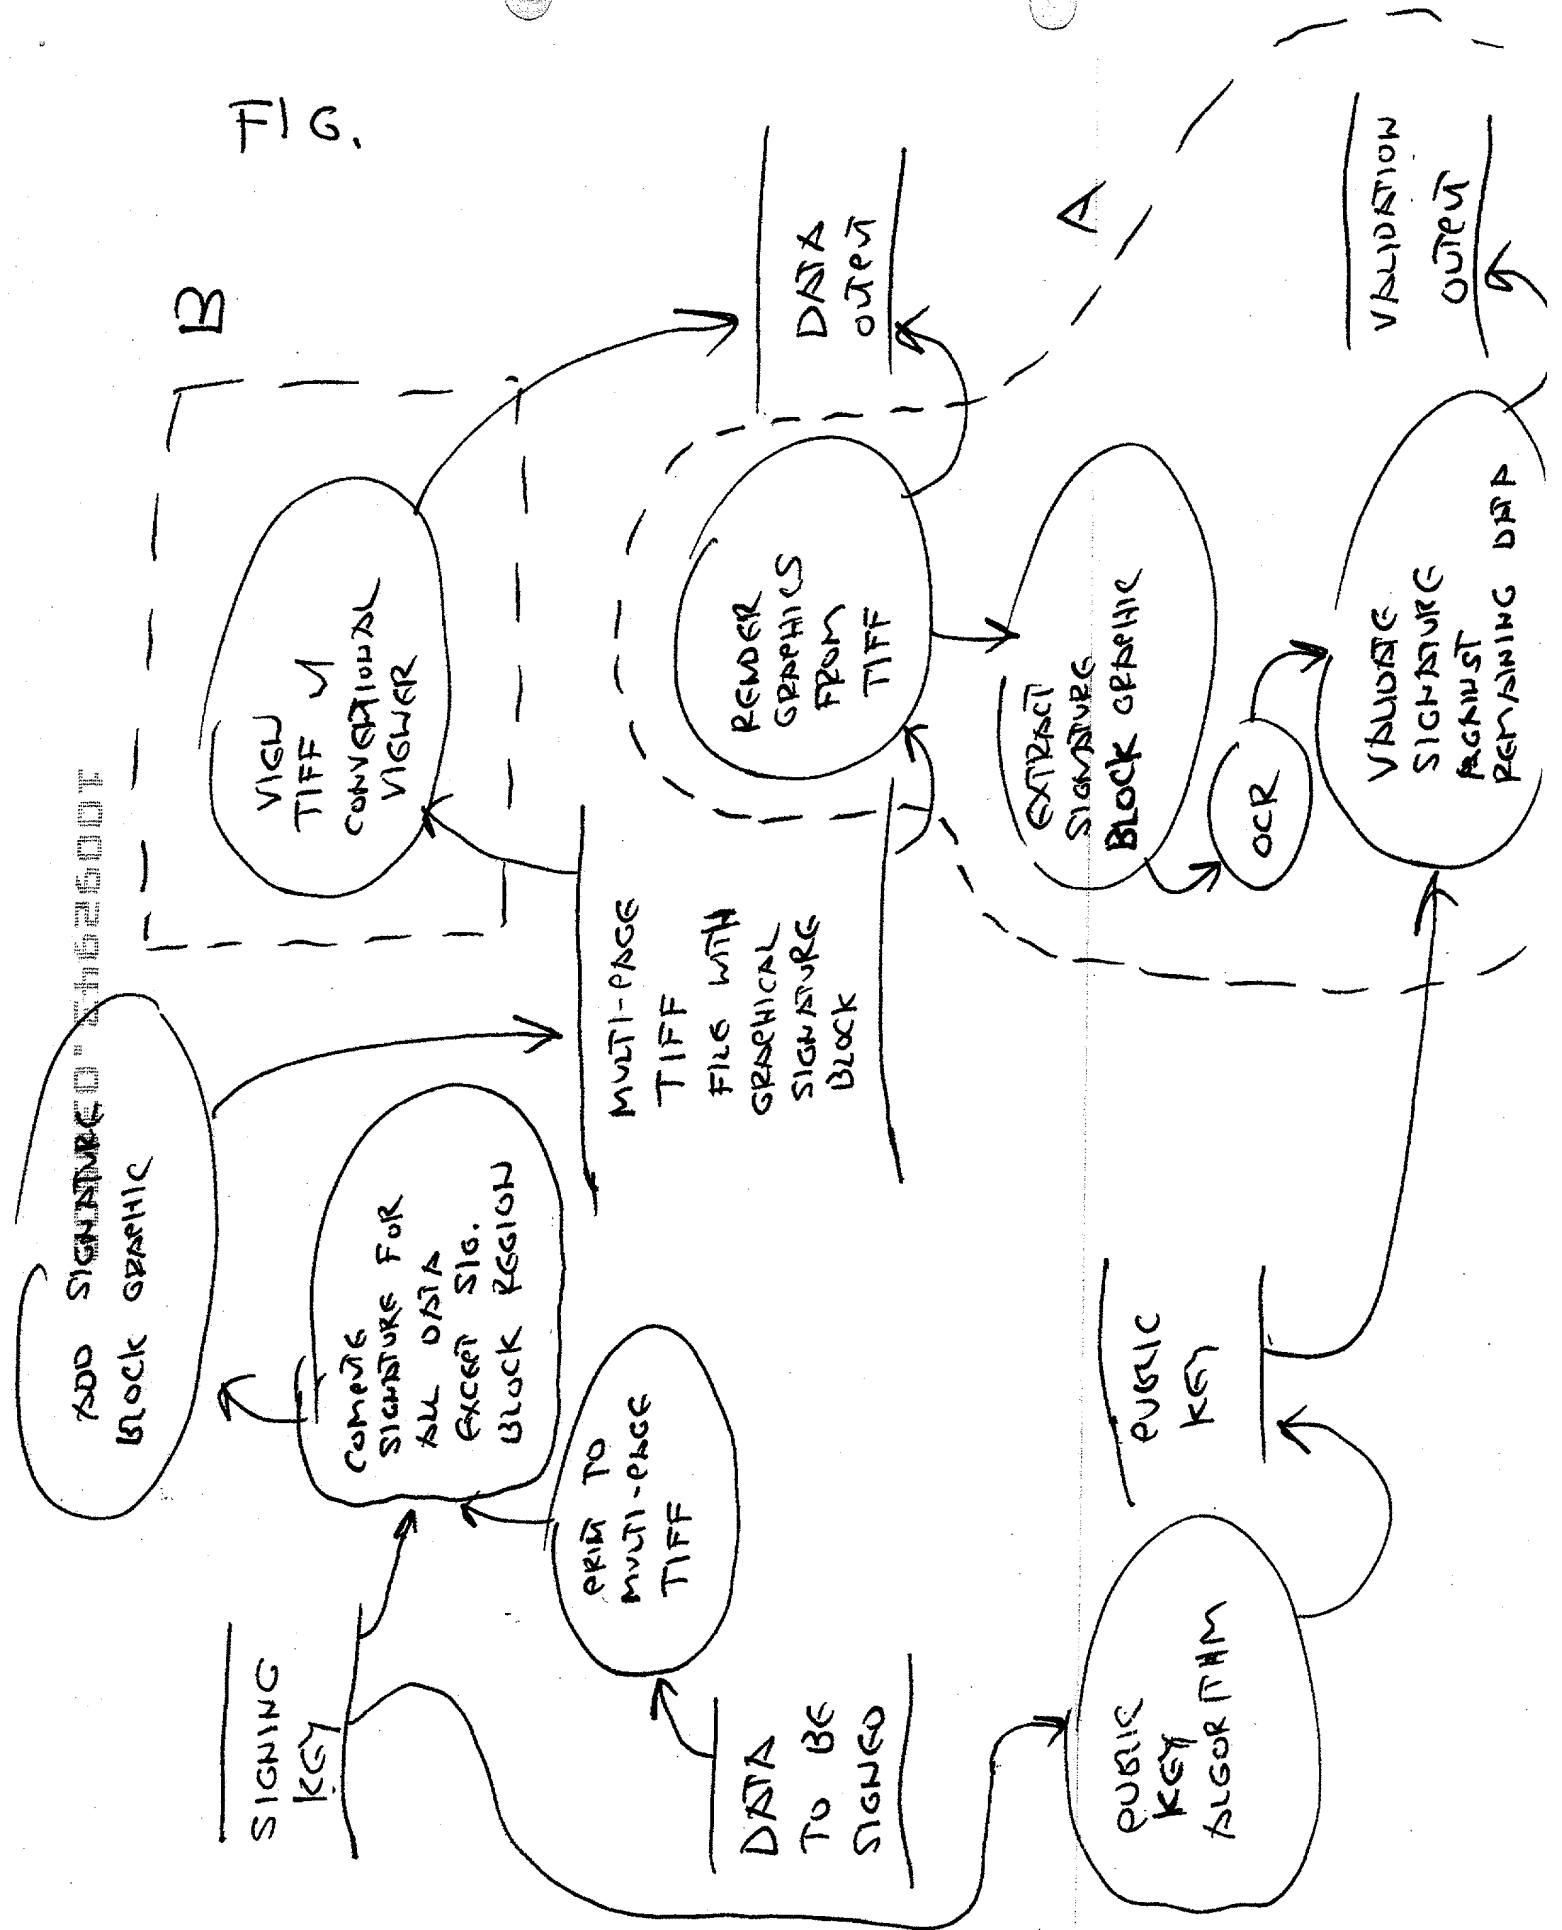 FIG.
B
ADD SIGNATURE
BLOCK GRAPHIC
SIGNING
KEY
COMPUTE
SIGNATURE FOR
ALL DATA
EXCEPT SIG.
BLOCK REGION
VIEW
TIFF
CONVENTIONAL
VIEWER
PRINT TO
MULTI-PAGE
TIFF
DATA
TO BE
SIGNED
MULTI-PAGE
TIFF
FILE WITH
GRAPHICAL
SIGNATURE
BLOCK
RENDER
GRAPHICS
FROM
TIFF
DATA
OUTPUT
A
EXTRACT
SIGNATURE
BLOCK GRAPHIC
OCR
PUBLIC
KEY
ALGORITHM
PUBLIC
KEY
VALIDATE
SIGNATURE
AGAINST
REMAINING DATA
VALIDATION
OUTPUT